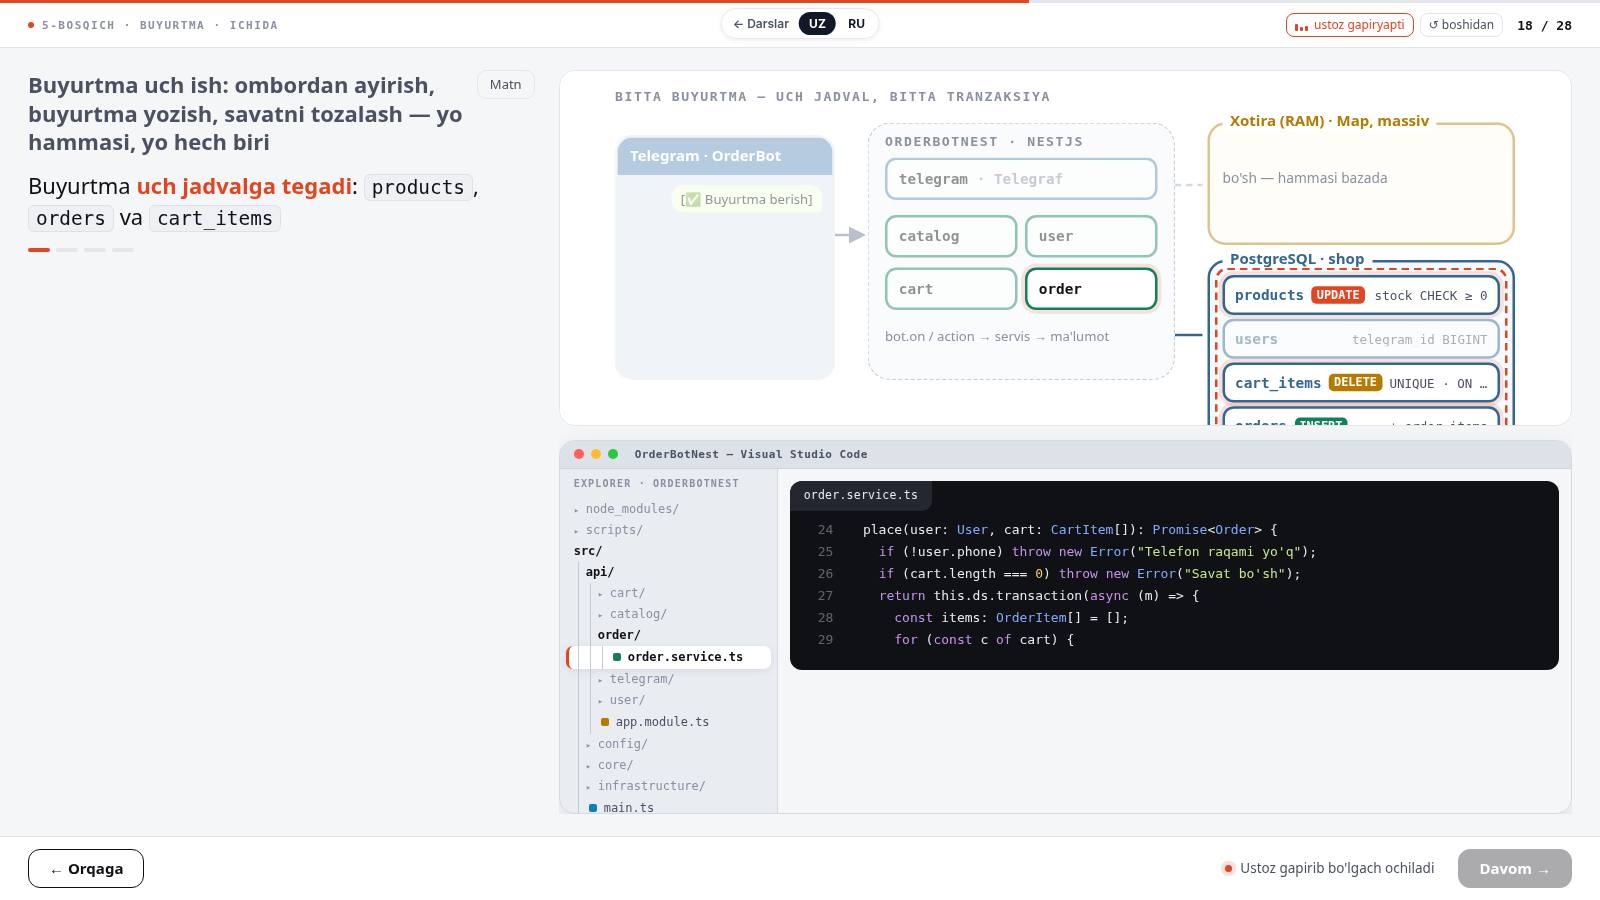 5-BOSQICH · BUYURTMA · ICHIDA
← Darslar UZ RU
ustoz gapiryapti
↺ boshidan
18 / 28
Buyurtma uch ish: ombordan ayirish,
buyurtma yozish, savatni tozalash — yo
hammasi, yo hech biri
Matn
Buyurtma uch jadvalga tegadi: products,
orders va cart_items
BITTA BUYURTMA — UCH JADVAL, BITTA TRANZAKSIYA
Telegram · OrderBot
[✅ Buyurtma berish]
ORDERBOTNEST · NESTJS
telegram · Telegraf
catalog
user
cart
order
bot.on / action → servis → ma'lumot
Xotira (RAM) · Map, massiv
bo'sh — hammasi bazada
PostgreSQL · shop
products UPDATE stock CHECK ≥ 0
users telegram_id BIGINT
cart_items DELETE UNIQUE · ON …
orders INSERT + order_items
OrderBotNest — Visual Studio Code
EXPLORER · ORDERBOTNEST
▸ node_modules/
▸ scripts/
src/
api/
▸ cart/
▸ catalog/
order/
order.service.ts
▸ telegram/
▸ user/
app.module.ts
▸ config/
▸ core/
▸ infrastructure/
main.ts
order.service.ts
24 place(user: User, cart: CartItem[]): Promise<Order> {
25 if (!user.phone) throw new Error("Telefon raqami yo'q");
26 if (cart.length === 0) throw new Error("Savat bo'sh");
27 return this.ds.transaction(async (m) => {
28 const items: OrderItem[] = [];
29 for (const c of cart) {
← Orqaga
Ustoz gapirib bo'lgach ochiladi
Davom →